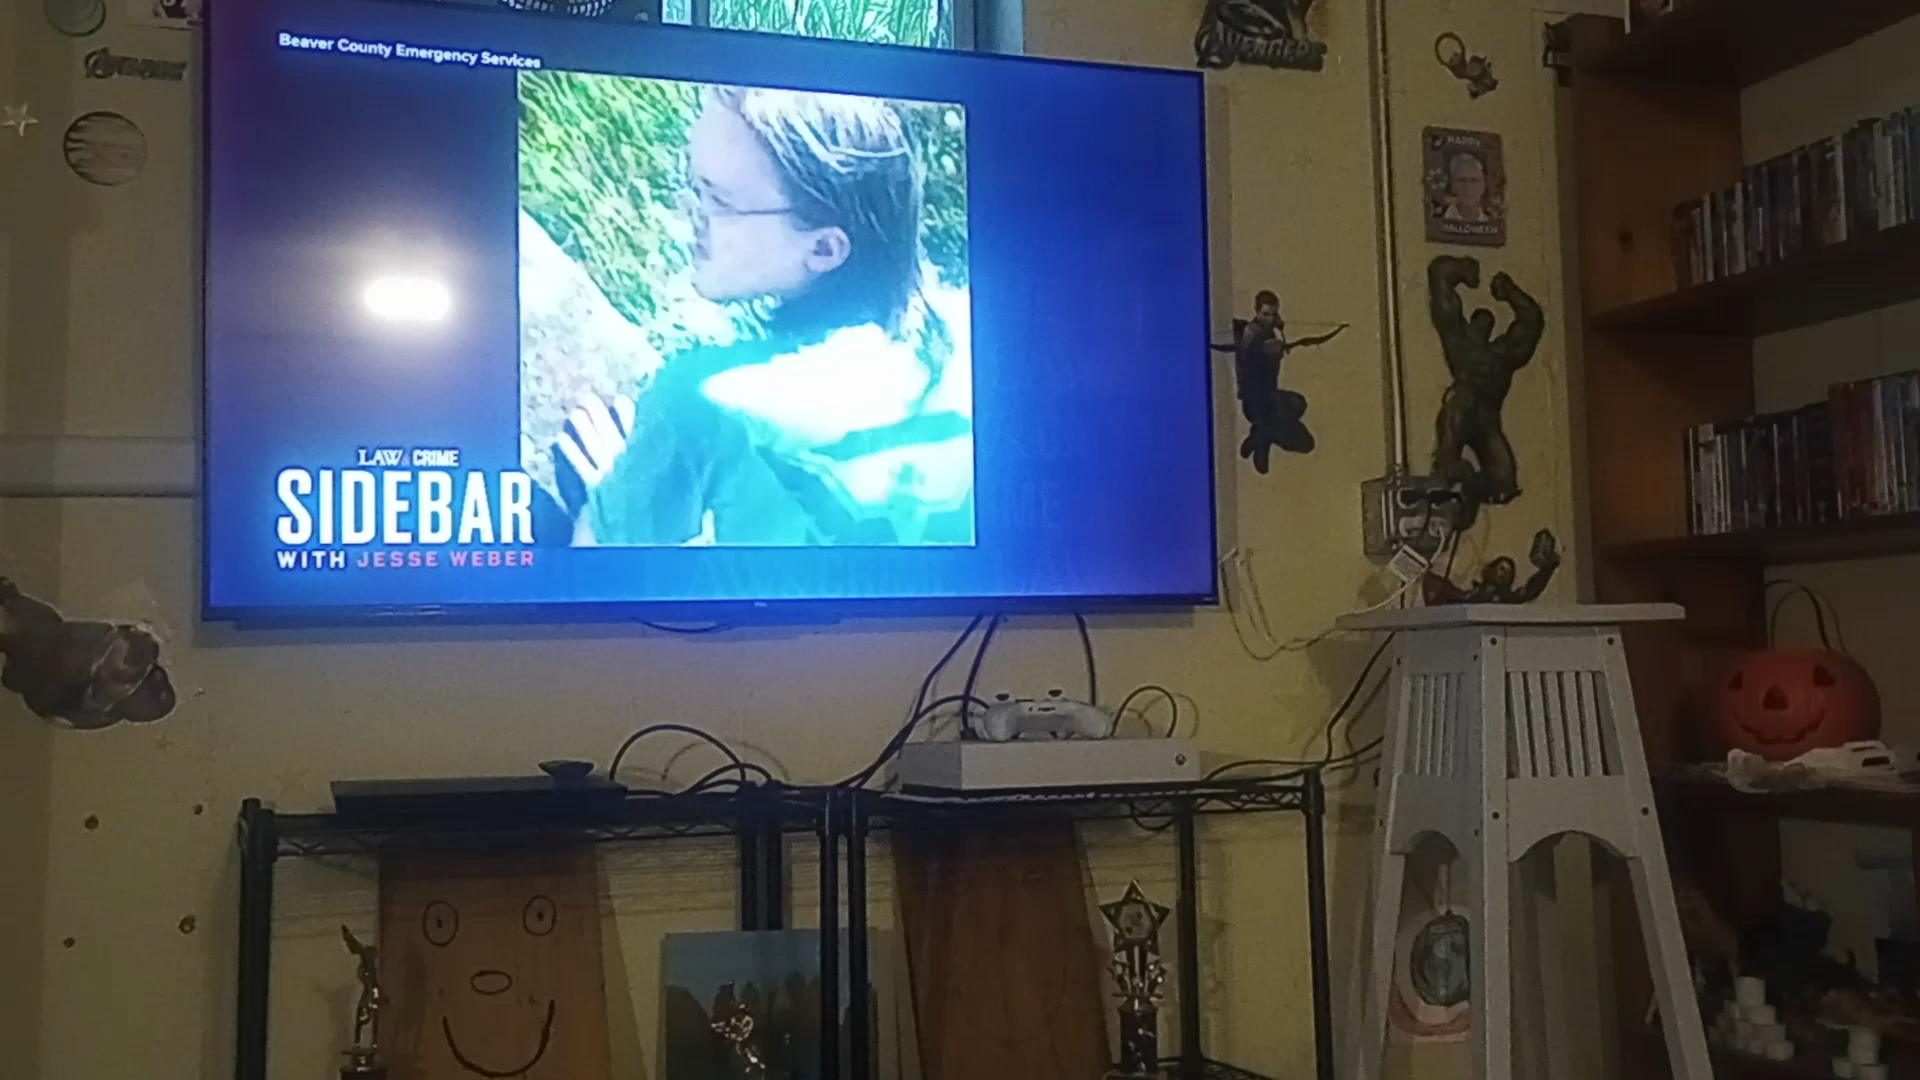 Beaver County Emergency Services
AVENGERS
LAW & CRIME
SIDEBAR
WITH JESSE WEBER
HAPPY
HALLOWEEN